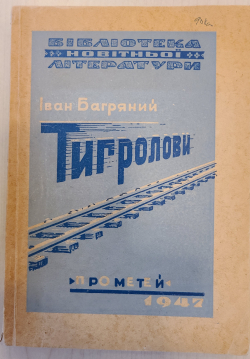 БІБЛІОТЕКА
НОВІТНЬОЇ
ЛІТЕРАТУРИ
Іван Багряний
Тигролови
ПРОМЕТЕЙ
1947